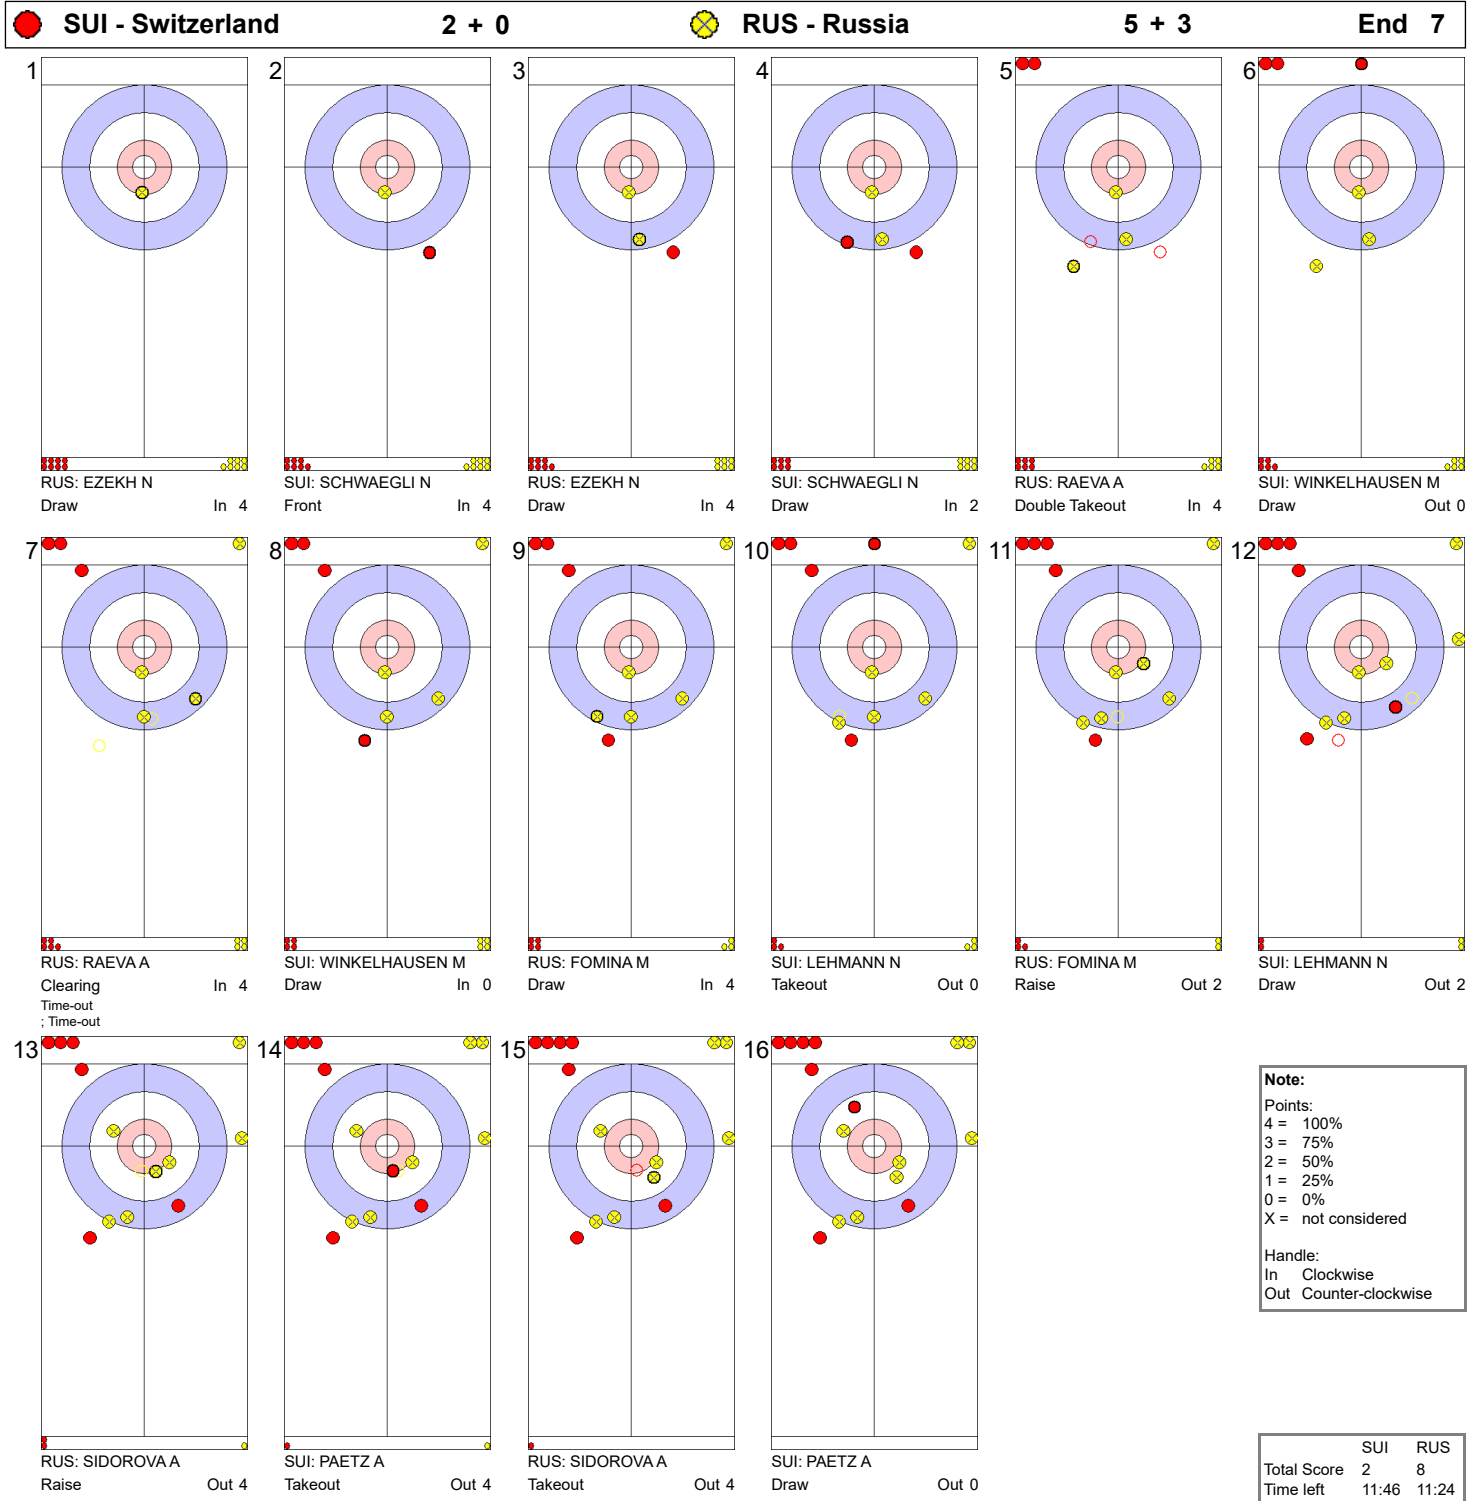 SUI - Switzerland 2 + 0 RUS - Russia 5 + 3 End 7
1 2 3 4 5 6
RUS: EZEKH N SUI: SCHWAEGLI N RUS: EZEKH N SUI: SCHWAEGLI N RUS: RAEVA A SUI: WINKELHAUSEN M
Draw In 4 Front In 4 Draw In 4 Draw In 2 Double Takeout In 4 Draw Out 0
7 8 9 10 11 12
RUS: RAEVA A SUI: WINKELHAUSEN M RUS: FOMINA M SUI: LEHMANN N RUS: FOMINA M SUI: LEHMANN N
Clearing In 4 Draw In 0 Draw In 4 Takeout Out 0 Raise Out 2 Draw Out 2
Time-out
; Time-out
13 14 15 16
RUS: SIDOROVA A SUI: PAETZ A RUS: SIDOROVA A SUI: PAETZ A
Raise Out 4 Takeout Out 4 Takeout Out 4 Draw Out 0
Note:
Points:
4 = 100%
3 = 75%
2 = 50%
1 = 25%
0 = 0%
X = not considered
Handle:
In Clockwise
Out Counter-clockwise
SUI RUS
Total Score 2 8
Time left 11:46 11:24